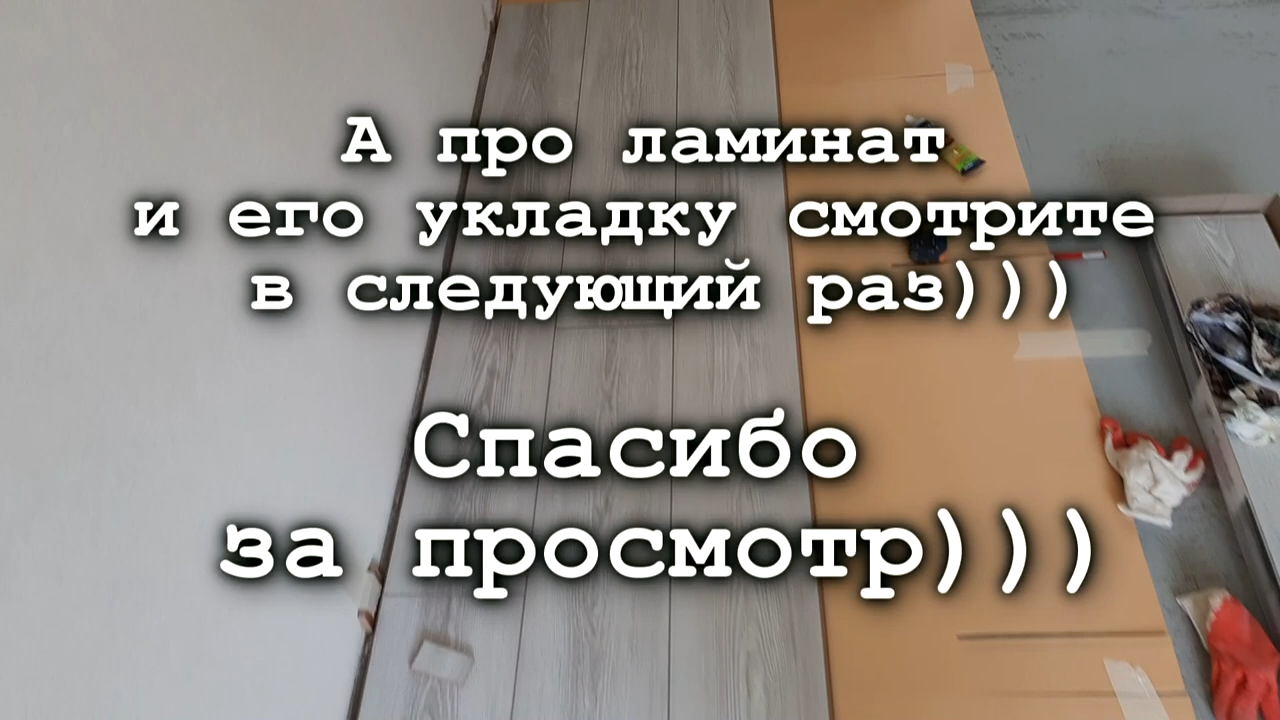 А про ламинат
и его укладку смотрите
в следующий раз)))
Спасибо
за просмотр)))